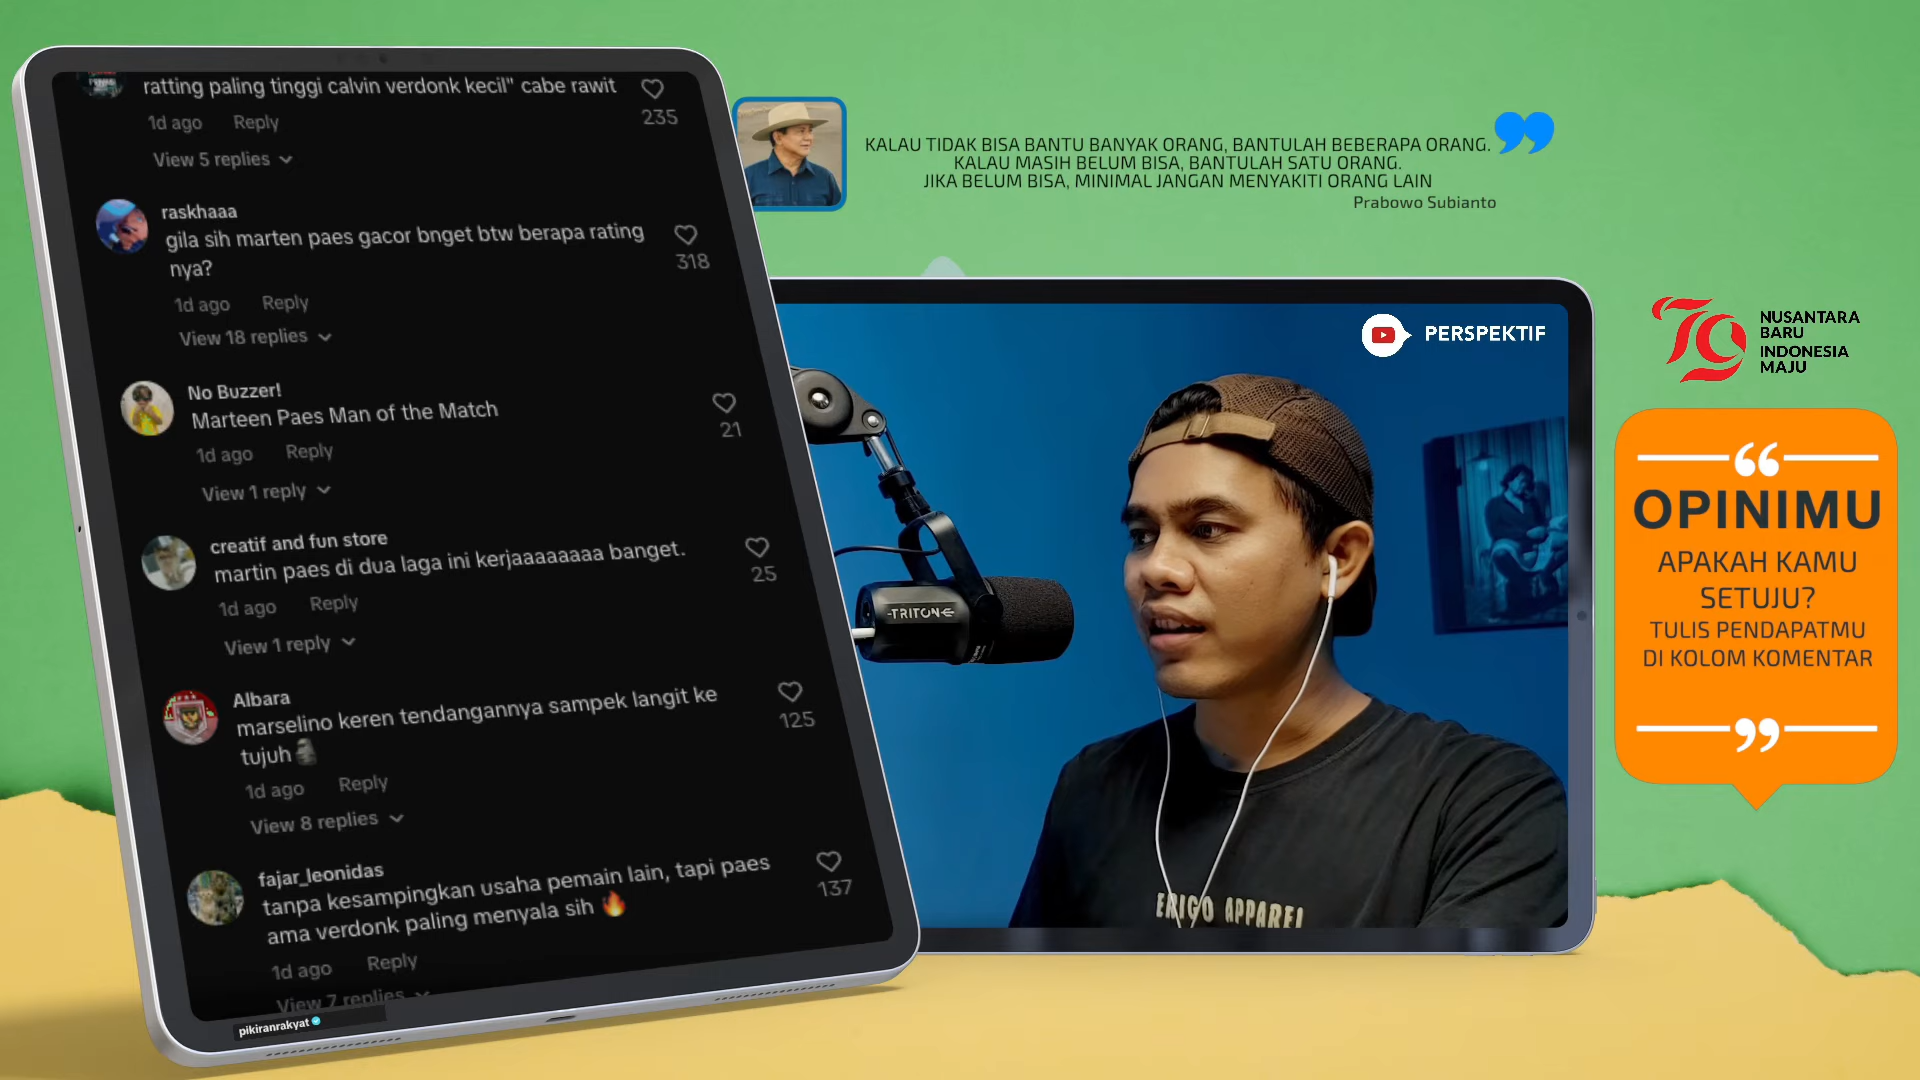 ratting paling tinggi calvin verdonk kecil" cabe rawit
235
1d ago Reply
View 5 replies
raskhaaa
gila sih marten paes gacor bnget btw berapa rating
nya?
318
1d ago Reply
View 18 replies
No Buzzer!
Marteen Paes Man of the Match
21
1d ago Reply
View 1 reply
creatif and fun store
martin paes di dua laga ini kerjaaaaaaaa banget.
25
1d ago Reply
View 1 reply
Albara
marselino keren tendangannya sampek langit ke
tujuh🗿
125
1d ago Reply
View 8 replies
fajar_leonidas
tanpa kesampingkan usaha pemain lain, tapi paes
ama verdonk paling menyala sih 🔥
137
1d ago Reply
View 7 replies
pikiranrakyat
KALAU TIDAK BISA BANTU BANYAK ORANG, BANTULAH BEBERAPA ORANG.
KALAU MASIH BELUM BISA, BANTULAH SATU ORANG.
JIKA BELUM BISA, MINIMAL JANGAN MENYAKITI ORANG LAIN
Prabowo Subianto
PERSPEKTIF
TRITON
ERIGO APPAREL
79
NUSANTARA
BARU
INDONESIA
MAJU
“
OPINIMU
APAKAH KAMU
SETUJU?
TULIS PENDAPATMU
DI KOLOM KOMENTAR
”